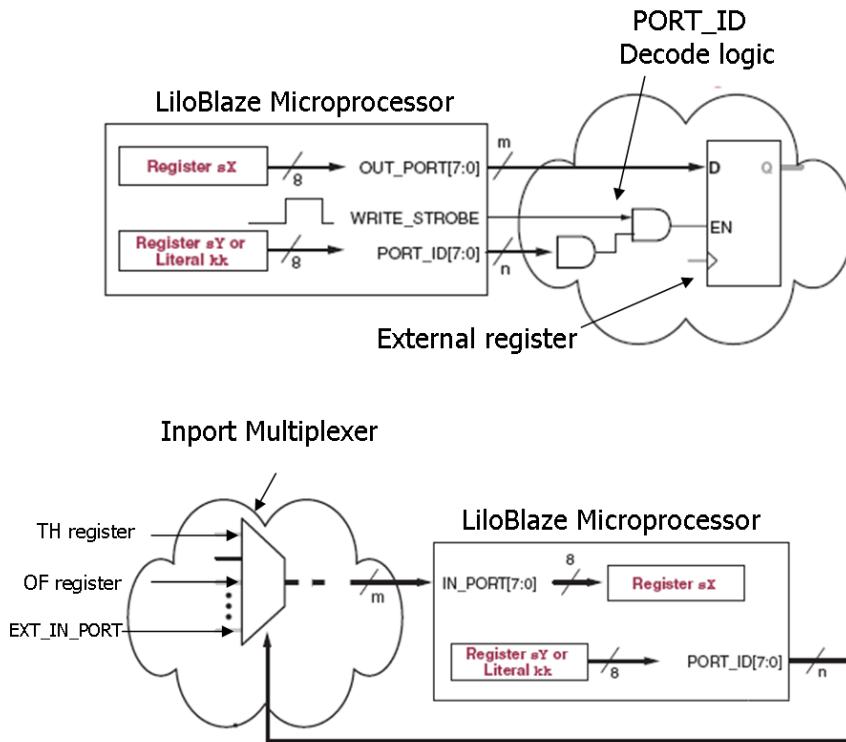 PORT_ID
Decode logic
LiloBlaze Microprocessor
Register sX
8
OUT_PORT[7:0]
m
D
Q
WRITE_STROBE
EN
Register sY or
Literal kk
8
PORT_ID[7:0]
n
External register
Inport Multiplexer
TH register
OF register
EXT_IN_PORT
m
LiloBlaze Microprocessor
IN_PORT[7:0]
8
Register sX
Register sY or
Literal kk
8
PORT_ID[7:0]
n